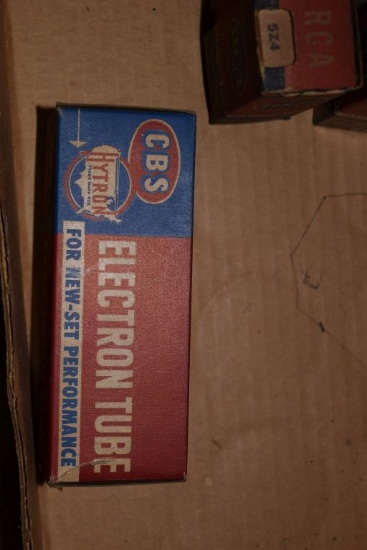 CBS
HYTRON
ELECTRON TUBE
FOR NEW-SET PERFORMANCE
RCA
5Z4